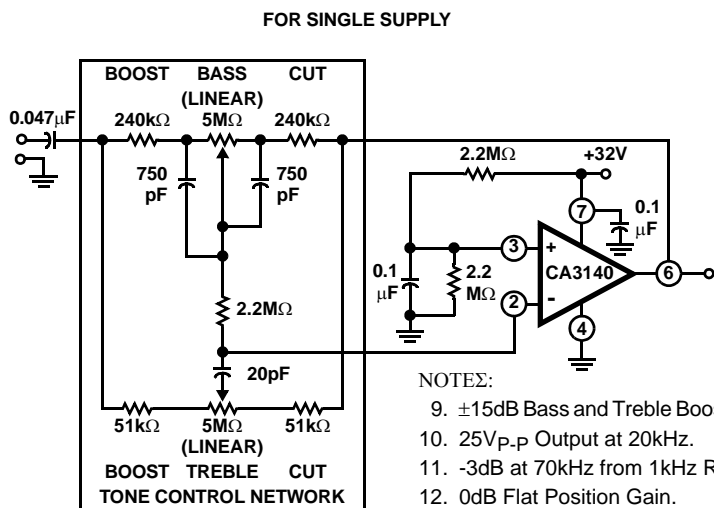 FOR SINGLE SUPPLY
BOOST BASS CUT
(LINEAR)
0.047μF
240kΩ 5MΩ 240kΩ
750
pF
750
pF
2.2MΩ
+32V
7
0.1
μF
3
+
CA3140
6
0.1
μF
2.2
MΩ
2
-
4
2.2MΩ
20pF
51kΩ 5MΩ 51kΩ
(LINEAR)
BOOST TREBLE CUT
TONE CONTROL NETWORK
ΝΟΤΕΣ:
9. ±15dB Bass and Treble Boo
10. 25VP-P Output at 20kHz.
11. -3dB at 70kHz from 1kHz R
12. 0dB Flat Position Gain.